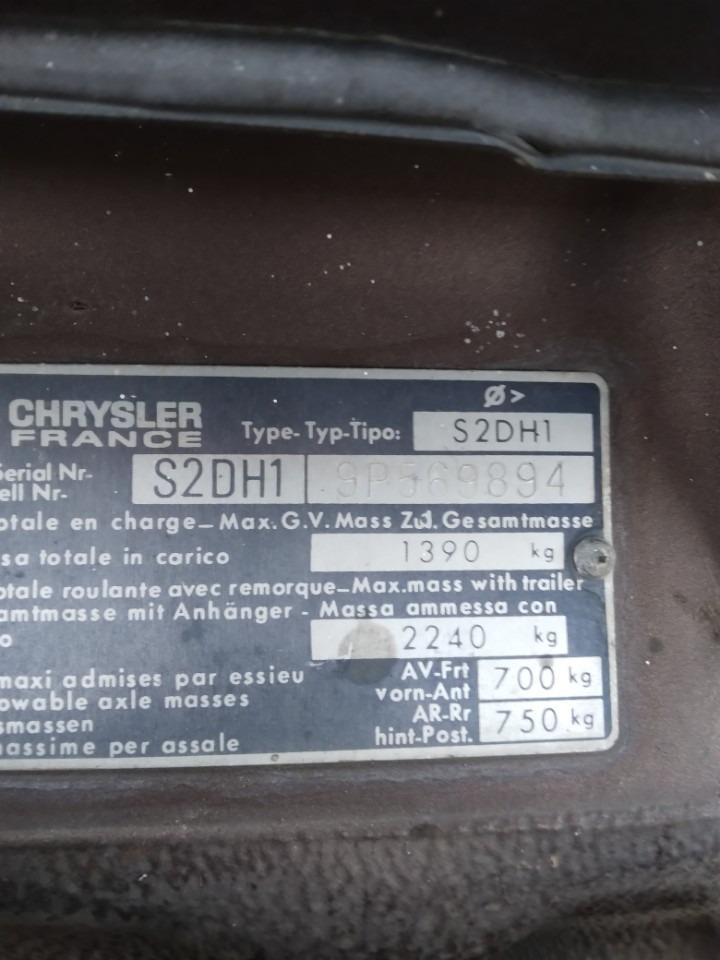 Ø>
CHRYSLER
FRANCE
Type-Typ-Tipo: S2DH1
Serial Nr-
ell Nr- S2DH1 9P569894
totale en charge-Max.G.V.Mass Zul.Gesamtmasse
sa totale in carico 1390 kg
otale roulante avec remorque-Max.mass with trailer
amtmasse mit Anhänger - Massa ammessa con
o 2240 kg
maxi admises par essieu AV-Frt 700 kg
owable axle masses vorn-Ant
smassen AR-Rr 750 kg
massime per assale hint-Post.